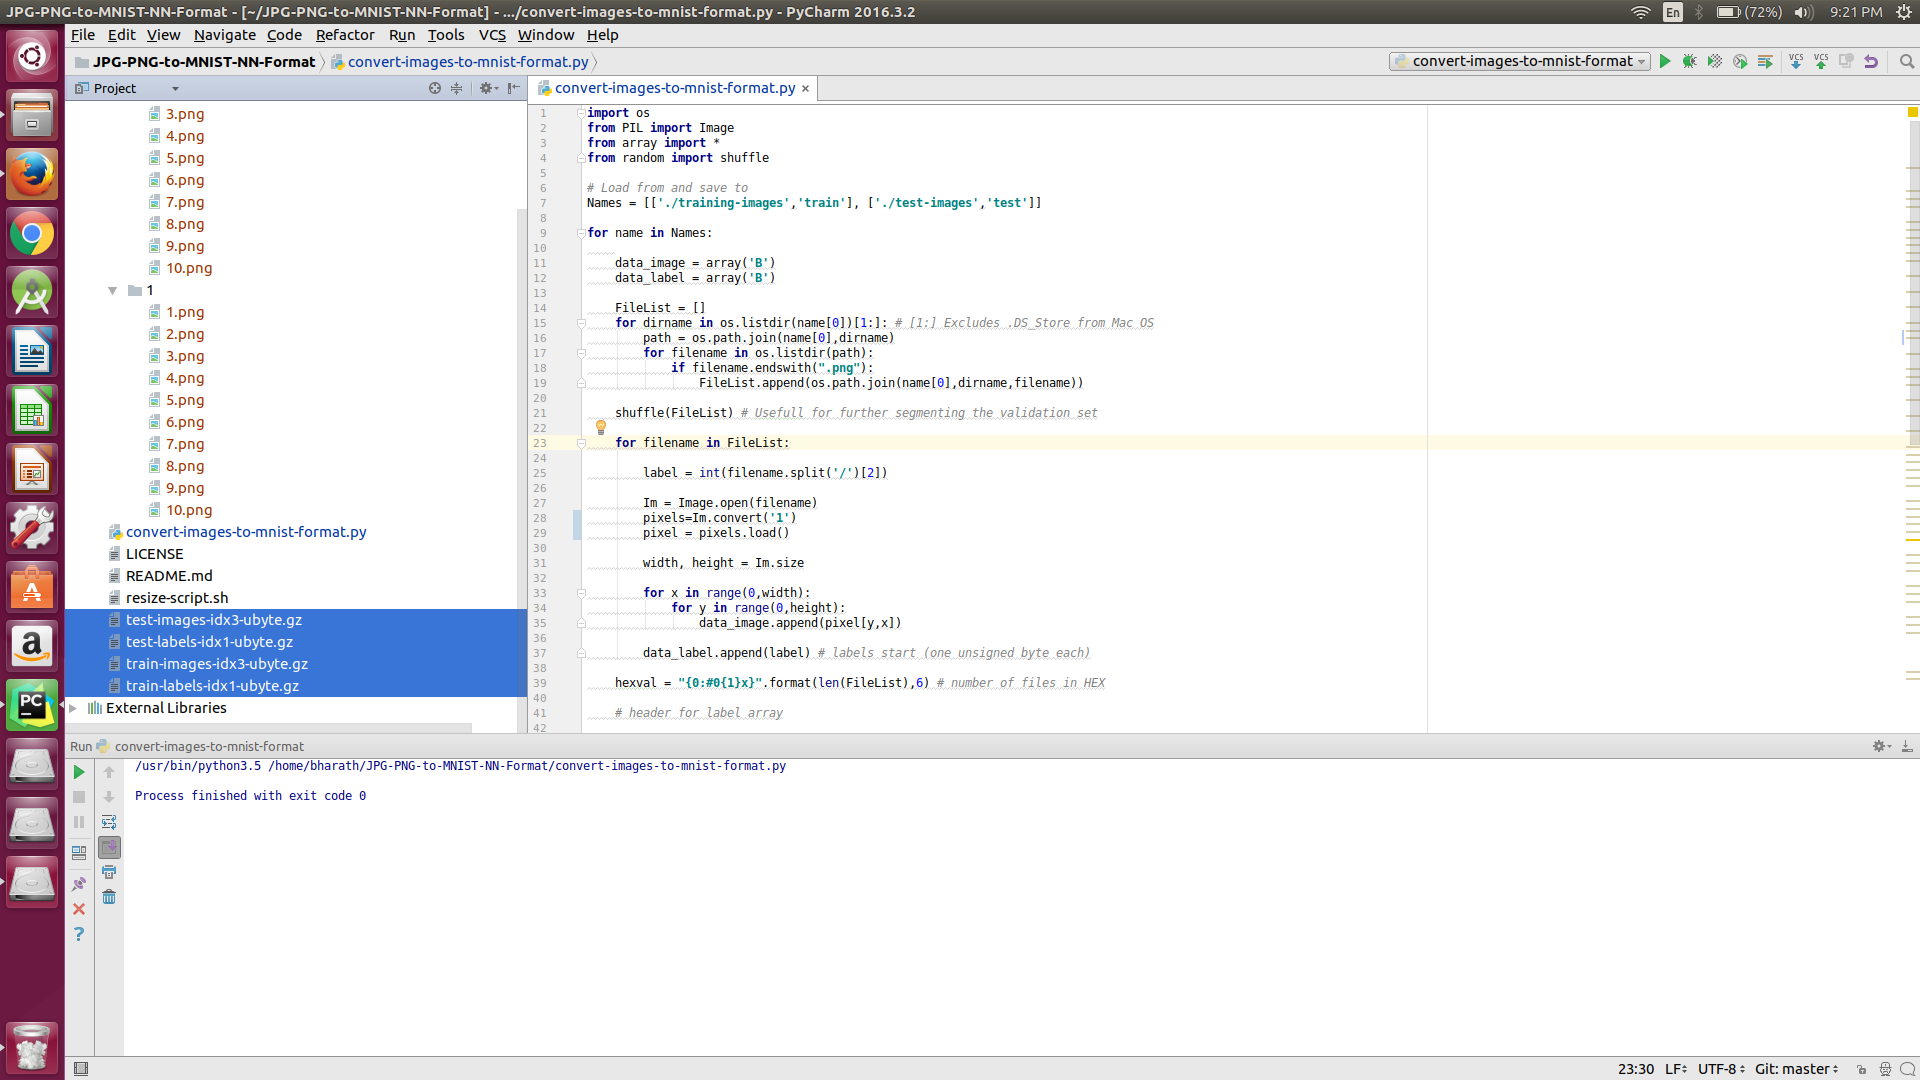 JPG-PNG-to-MNIST-NN-Format - [~/JPG-PNG-to-MNIST-NN-Format] - .../convert-images-to-mnist-format.py - PyCharm 2016.3.2
En (72%) 9:21 PM
File Edit View Navigate Code Refactor Run Tools VCS Window Help
JPG-PNG-to-MNIST-NN-Format convert-images-to-mnist-format.py
convert-images-to-mnist-format VCS VCS
Project
convert-images-to-mnist-format.py ×
3.png
4.png
5.png
6.png
7.png
8.png
9.png
10.png
1
1.png
2.png
3.png
4.png
5.png
6.png
7.png
8.png
9.png
10.png
convert-images-to-mnist-format.py
LICENSE
README.md
resize-script.sh
test-images-idx3-ubyte.gz
test-labels-idx1-ubyte.gz
train-images-idx3-ubyte.gz
train-labels-idx1-ubyte.gz
External Libraries
1 import os
2 from PIL import Image
3 from array import *
4 from random import shuffle
5
6 # Load from and save to
7 Names = [['./training-images','train'], ['./test-images','test']]
8
9 for name in Names:
10
11 data_image = array('B')
12 data_label = array('B')
13
14 FileList = []
15 for dirname in os.listdir(name[0])[1:]: # [1:] Excludes .DS_Store from Mac OS
16 path = os.path.join(name[0],dirname)
17 for filename in os.listdir(path):
18 if filename.endswith(".png"):
19 FileList.append(os.path.join(name[0],dirname,filename))
20
21 shuffle(FileList) # Usefull for further segmenting the validation set
22
23 for filename in FileList:
24
25 label = int(filename.split('/')[2])
26
27 Im = Image.open(filename)
28 pixels=Im.convert('1')
29 pixel = pixels.load()
30
31 width, height = Im.size
32
33 for x in range(0,width):
34 for y in range(0,height):
35 data_image.append(pixel[y,x])
36
37 data_label.append(label) # labels start (one unsigned byte each)
38
39 hexval = "{0:#0{1}x}".format(len(FileList),6) # number of files in HEX
40
41 # header for label array
42
Run convert-images-to-mnist-format
/usr/bin/python3.5 /home/bharath/JPG-PNG-to-MNIST-NN-Format/convert-images-to-mnist-format.py
Process finished with exit code 0
23:30 LF UTF-8 Git: master